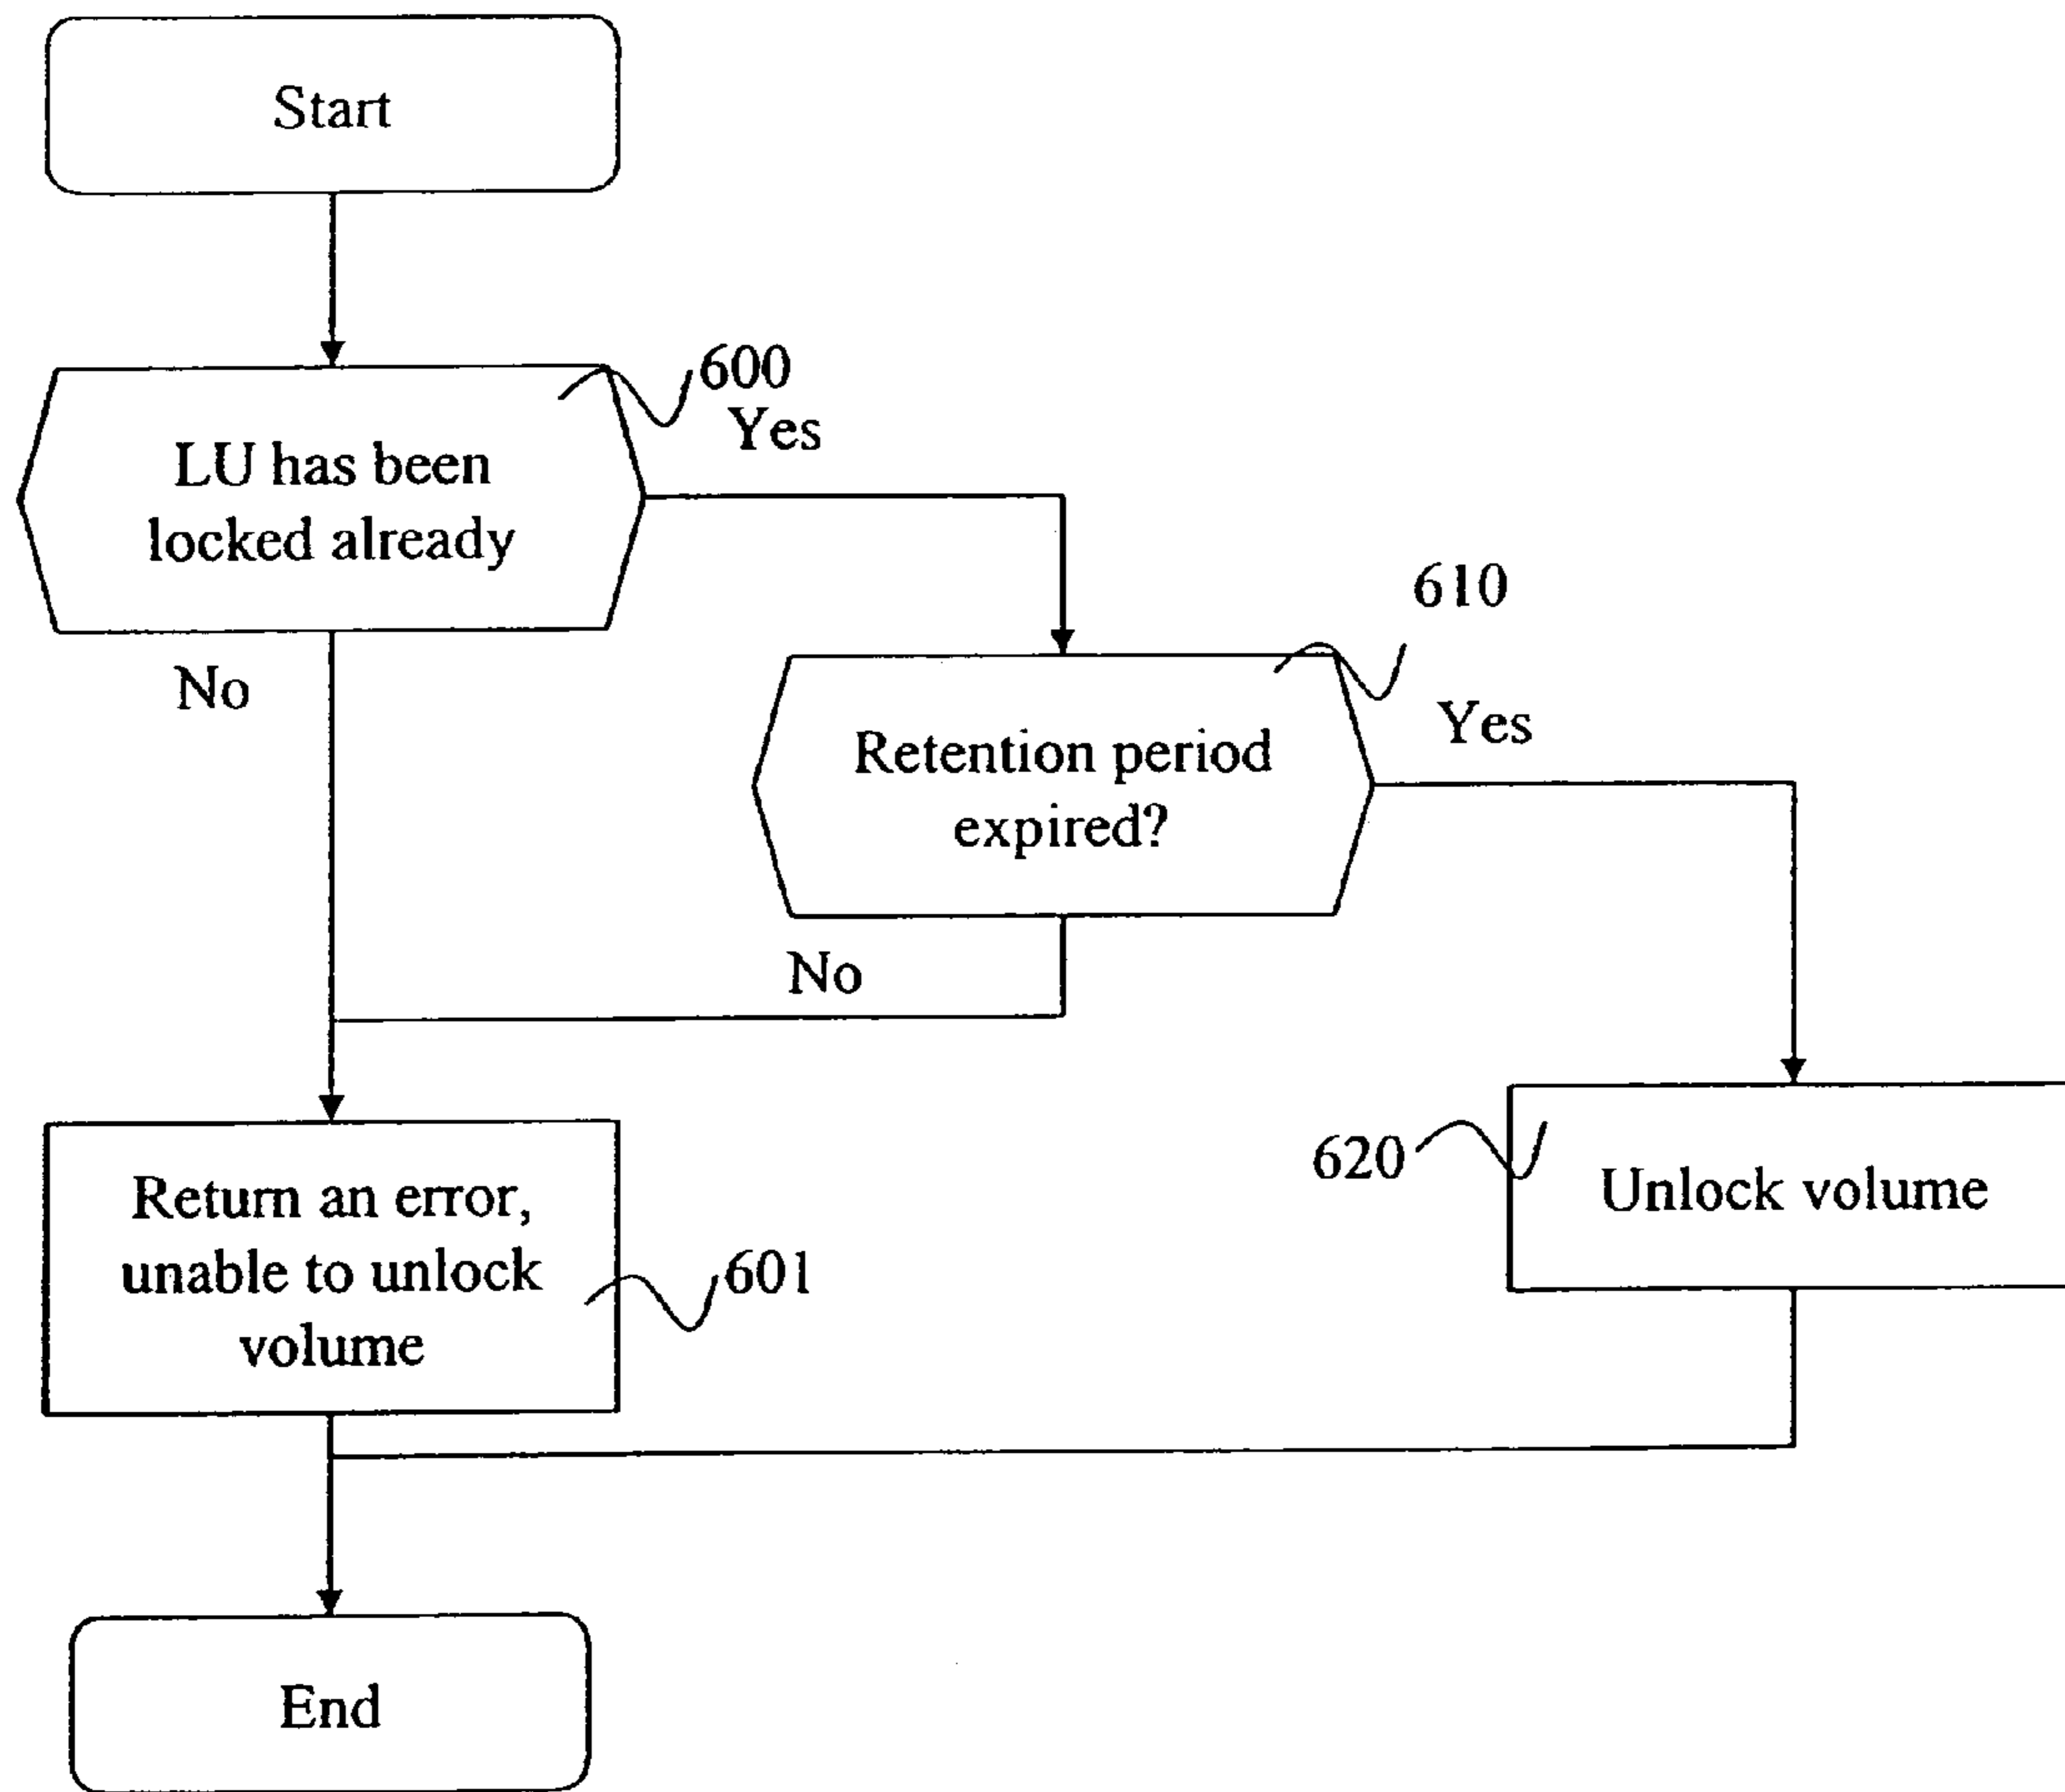 Start
600
Yes
LU has been
locked already
610
No
Yes
Retention period
expired?
No
620
Unlock volume
Return an error,
unable to unlock
volume
601
End